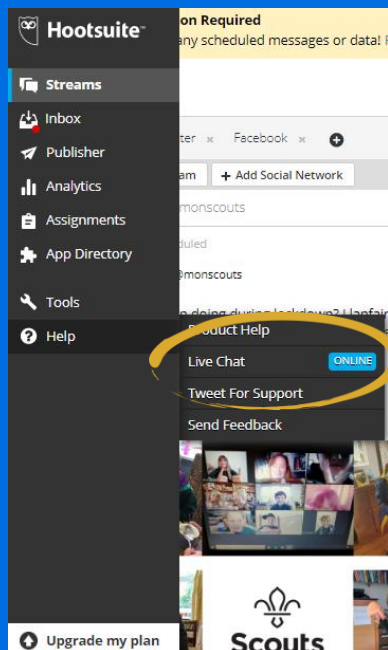 Hootsuite™
on Required
any scheduled messages or data!
Streams
Inbox
Publisher
Analytics
Assignments
App Directory
Tools
Help
ter × Facebook ×
am + Add Social Network
monscouts
duled
@monscouts
doing during lockdown? Llanfair
Product Help
Live Chat ONLINE
Tweet For Support
Send Feedback
Scouts
Upgrade my plan